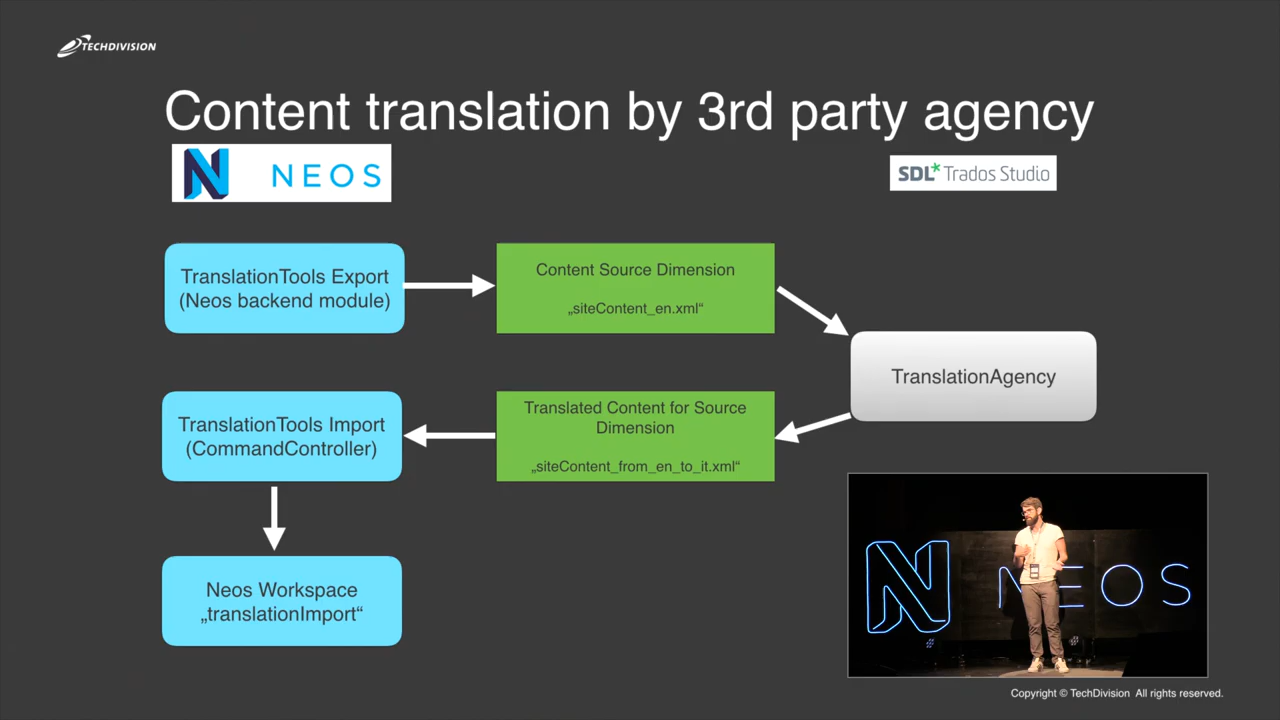 TECHDIVISION
Content translation by 3rd party agency
NEOS
SDL* Trados Studio
TranslationTools Export
(Neos backend module)
Content Source Dimension
„siteContent_en.xml“
TranslationAgency
TranslationTools Import
(CommandController)
Translated Content for Source
Dimension
„siteContent_from_en_to_it.xml“
Neos Workspace
„translationImport“
NEOS
Copyright © TechDivision All rights reserved.